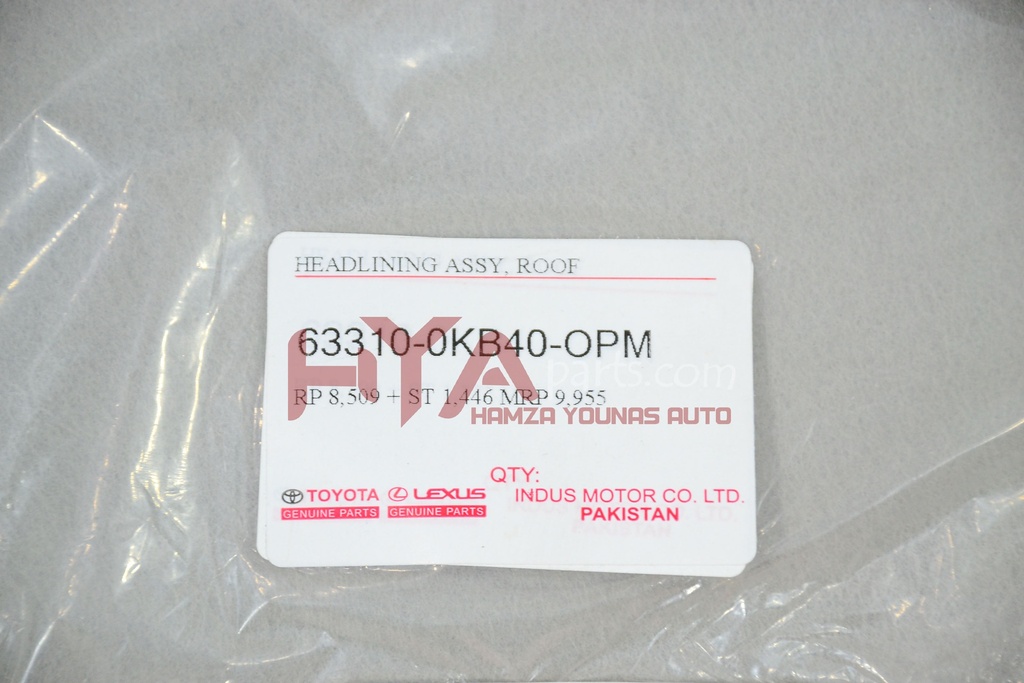 HEADLINING ASSY, ROOF
63310-0KB40-OPM
HYA parts.com
RP 8,509 + ST 1,446 MRP 9,955
HAMZA YOUNAS AUTO
QTY:
TOYOTA LEXUS INDUS MOTOR CO. LTD.
GENUINE PARTS GENUINE PARTS PAKISTAN